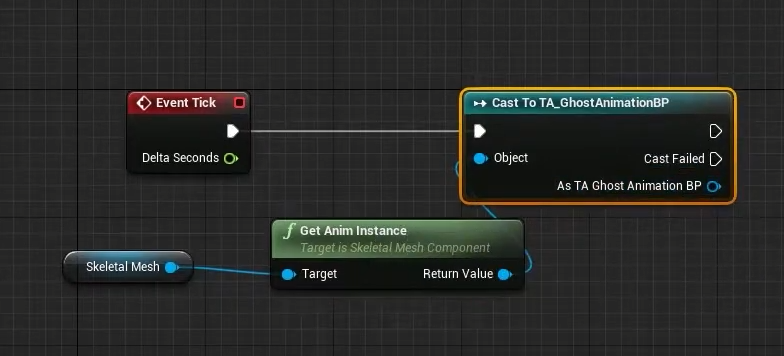 Event Tick
Delta Seconds
Cast To TA_GhostAnimationBP
Object
Cast Failed
As TA Ghost Animation BP
f Get Anim Instance
Target is Skeletal Mesh Component
Skeletal Mesh
Target
Return Value